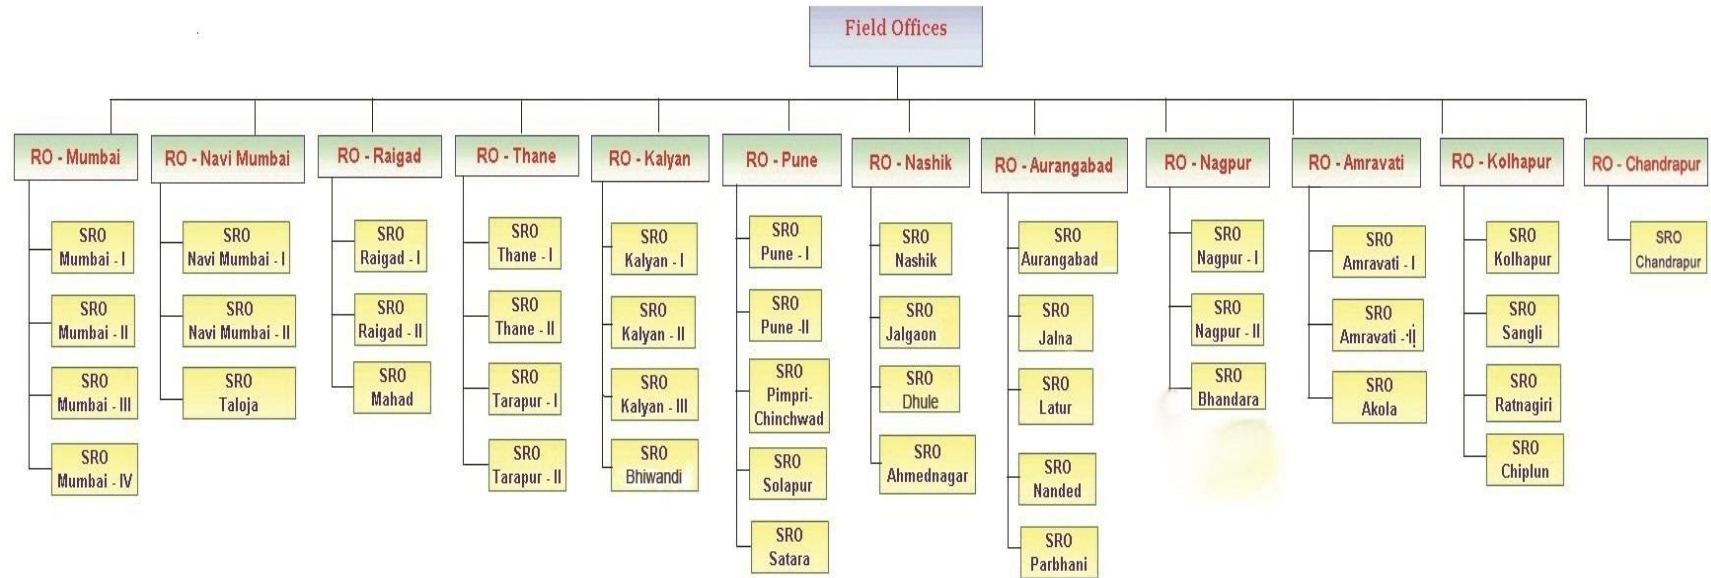 Field Offices
RO - Mumbai
SRO
Mumbai - I
SRO
Mumbai - II
SRO
Mumbai - III
SRO
Mumbai - IV
RO - Navi Mumbai
SRO
Navi Mumbai - I
SRO
Navi Mumbai - II
SRO
Taloja
RO - Raigad
SRO
Raigad - I
SRO
Raigad - II
SRO
Mahad
RO - Thane
SRO
Thane - I
SRO
Thane - II
SRO
Tarapur - I
SRO
Tarapur - II
RO - Kalyan
SRO
Kalyan - I
SRO
Kalyan - II
SRO
Kalyan - III
SRO
Bhiwandi
RO - Pune
SRO
Pune - I
SRO
Pune -II
SRO
Pimpri-
Chinchwad
SRO
Solapur
SRO
Satara
RO - Nashik
SRO
Nashik
SRO
Jalgaon
SRO
Dhule
SRO
Ahmednagar
RO - Aurangabad
SRO
Aurangabad
SRO
Jalna
SRO
Latur
SRO
Nanded
SRO
Parbhani
RO - Nagpur
SRO
Nagpur - I
SRO
Nagpur - II
SRO
Bhandara
RO - Amravati
SRO
Amravati - I
SRO
Amravati - II
SRO
Akola
RO - Kolhapur
SRO
Kolhapur
SRO
Sangli
SRO
Ratnagiri
SRO
Chiplun
RO - Chandrapur
SRO
Chandrapur